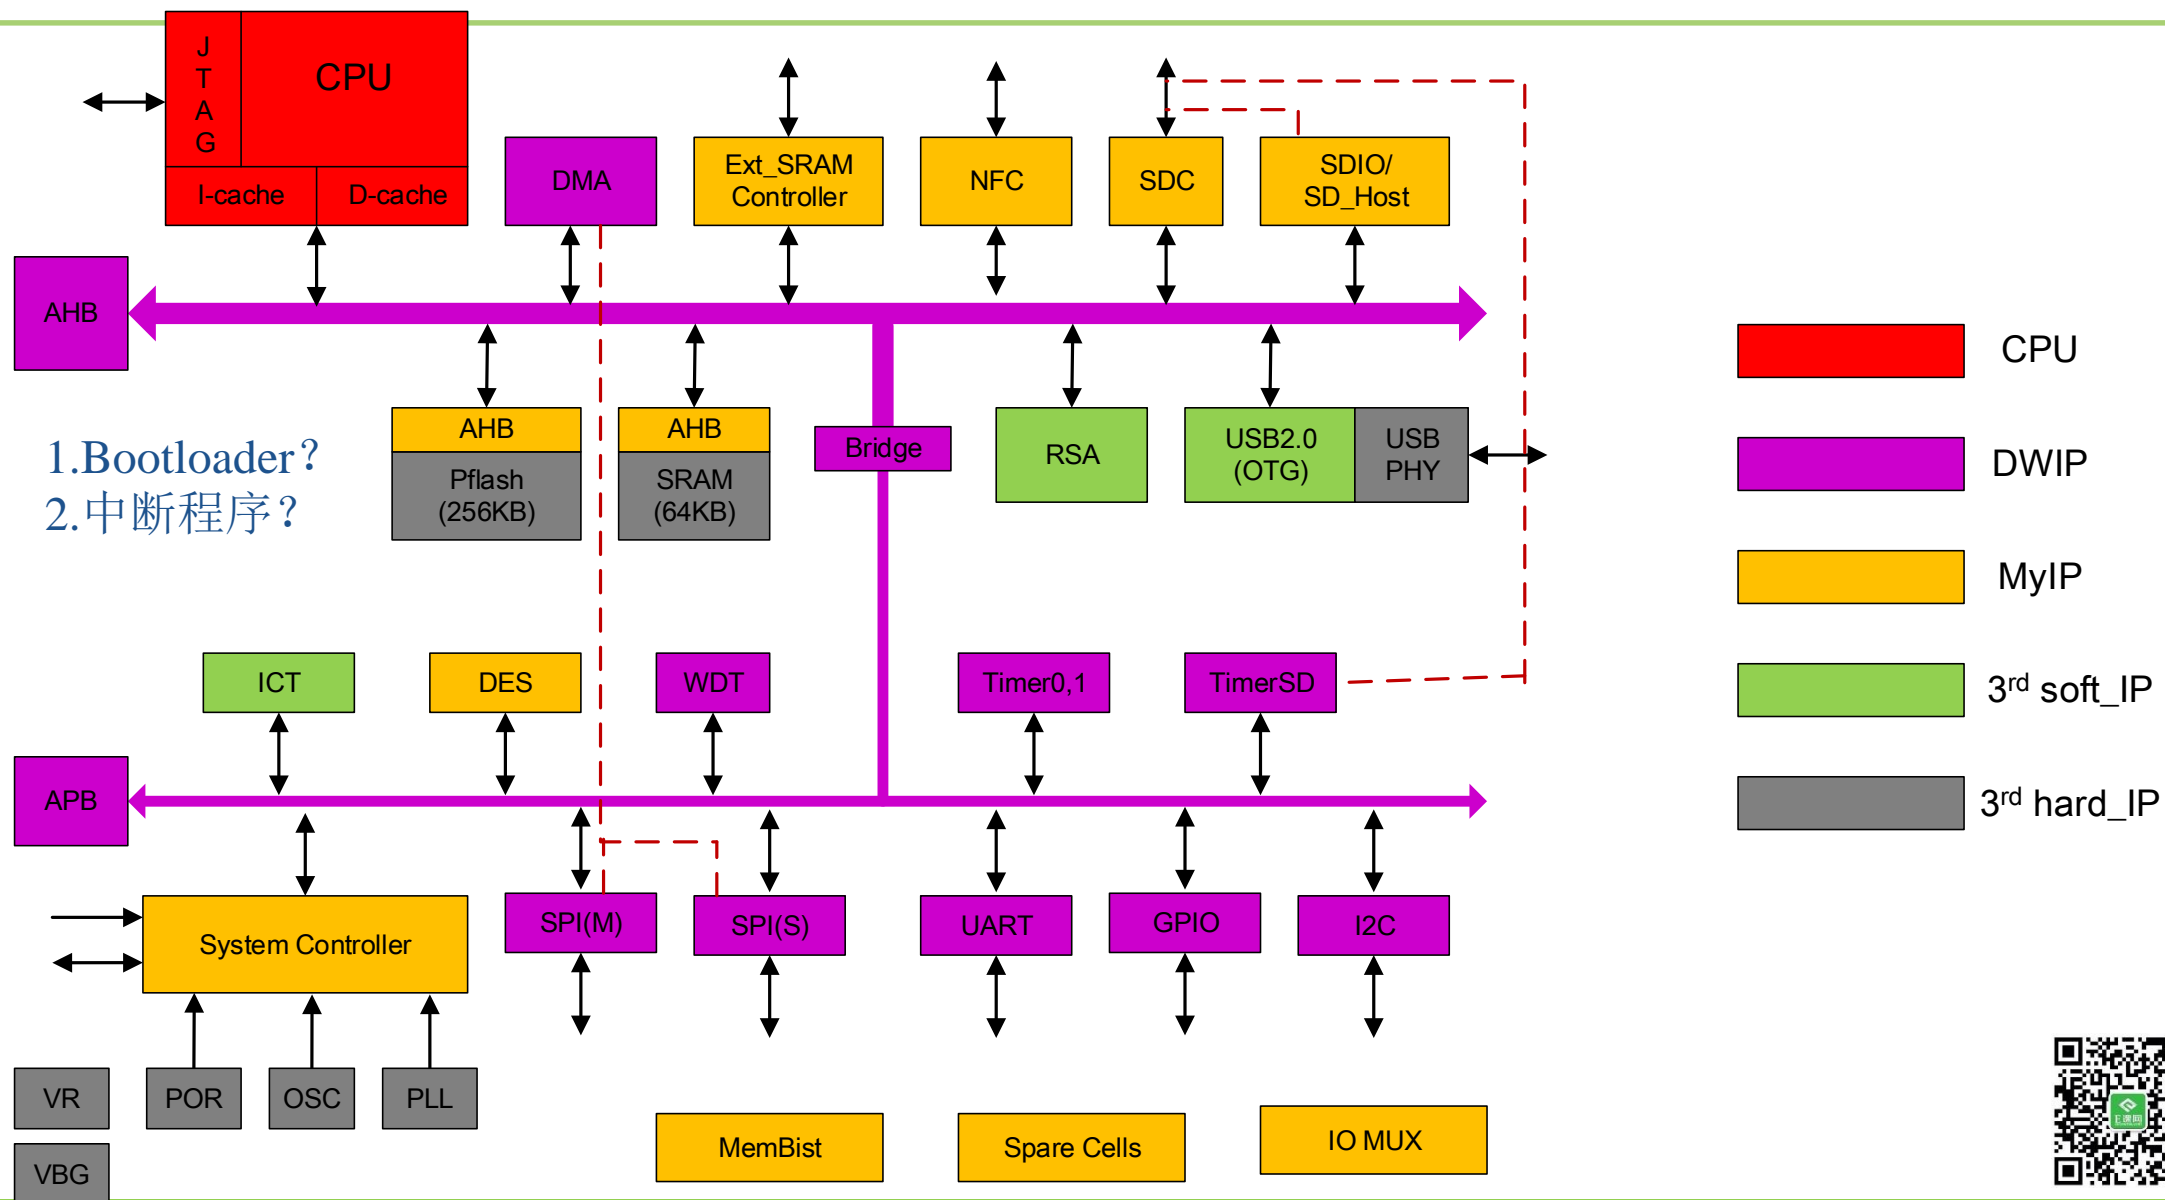 J
T
A
G
CPU
I-cache
D-cache
DMA
Ext_SRAM
Controller
NFC
SDC
SDIO/
SD_Host
AHB
AHB
Pflash
(256KB)
AHB
SRAM
(64KB)
Bridge
RSA
USB2.0
(OTG)
USB
PHY
1.Bootloader?
2.中断程序?
ICT
DES
WDT
Timer0,1
TimerSD
APB
System Controller
SPI(M)
SPI(S)
UART
GPIO
I2C
VR
POR
OSC
PLL
VBG
MemBist
Spare Cells
IO MUX
CPU
DWIP
MyIP
3rd soft_IP
3rd hard_IP
E课网